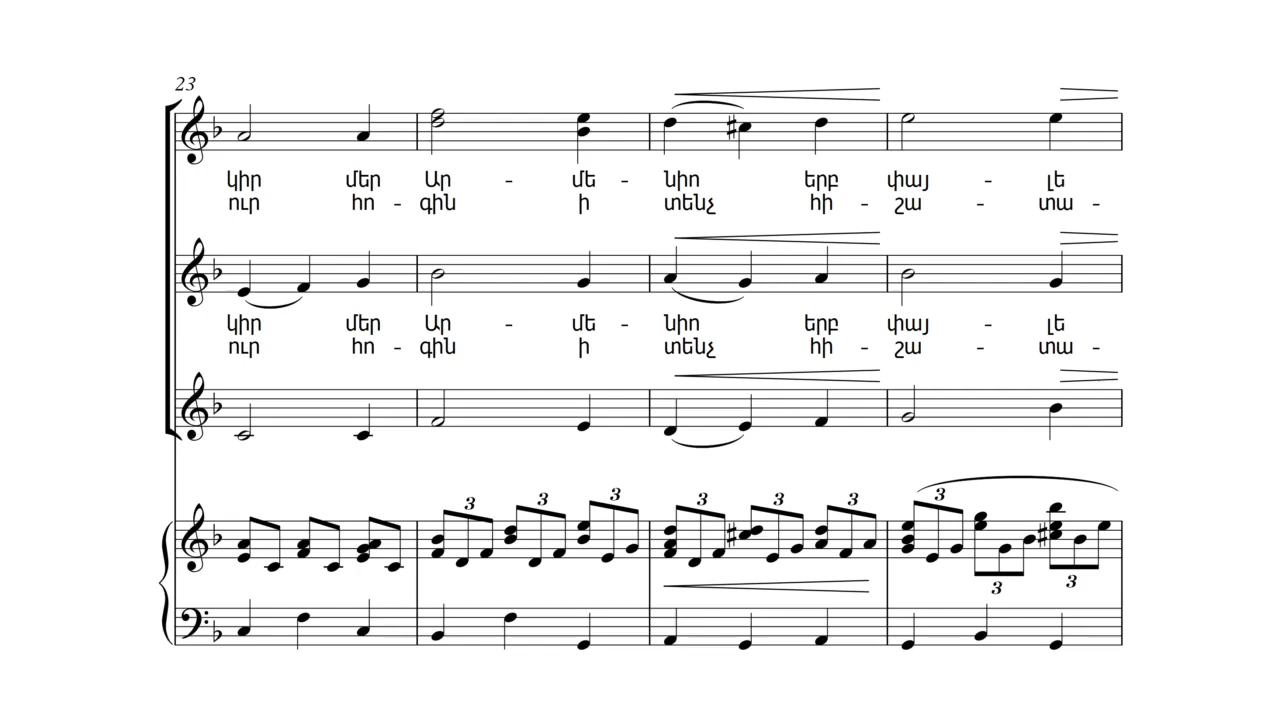 23
կիր մեր Ար - մե - նիո երբ փայ - լե
ուր հո - գին ի տենչ հի - շա - տա -
կիր մեր Ար - մե - նիո երբ փայ - լե
ուր հո - գին ի տենչ հի - շա - տա -
3 3 3 3 3 3 3
3 3